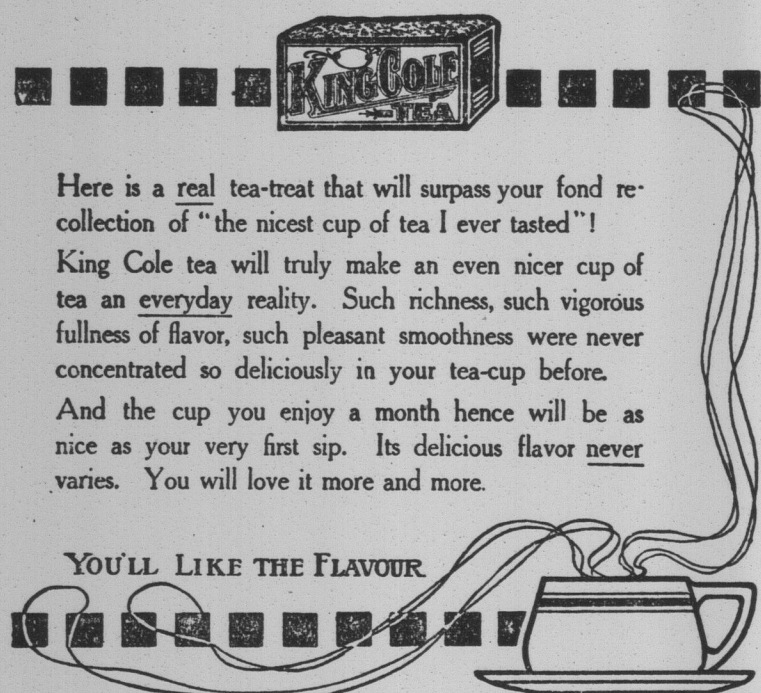 KING COLE
TEA
Here is a real tea-treat that will surpass your fond re-
collection of "the nicest cup of tea I ever tasted"!
King Cole tea will truly make an even nicer cup of
tea an everyday reality. Such richness, such vigorous
fullness of flavor, such pleasant smoothness were never
concentrated so deliciously in your tea-cup before.
And the cup you enjoy a month hence will be as
nice as your very first sip. Its delicious flavor never
varies. You will love it more and more.
YOU'LL LIKE THE FLAVOUR